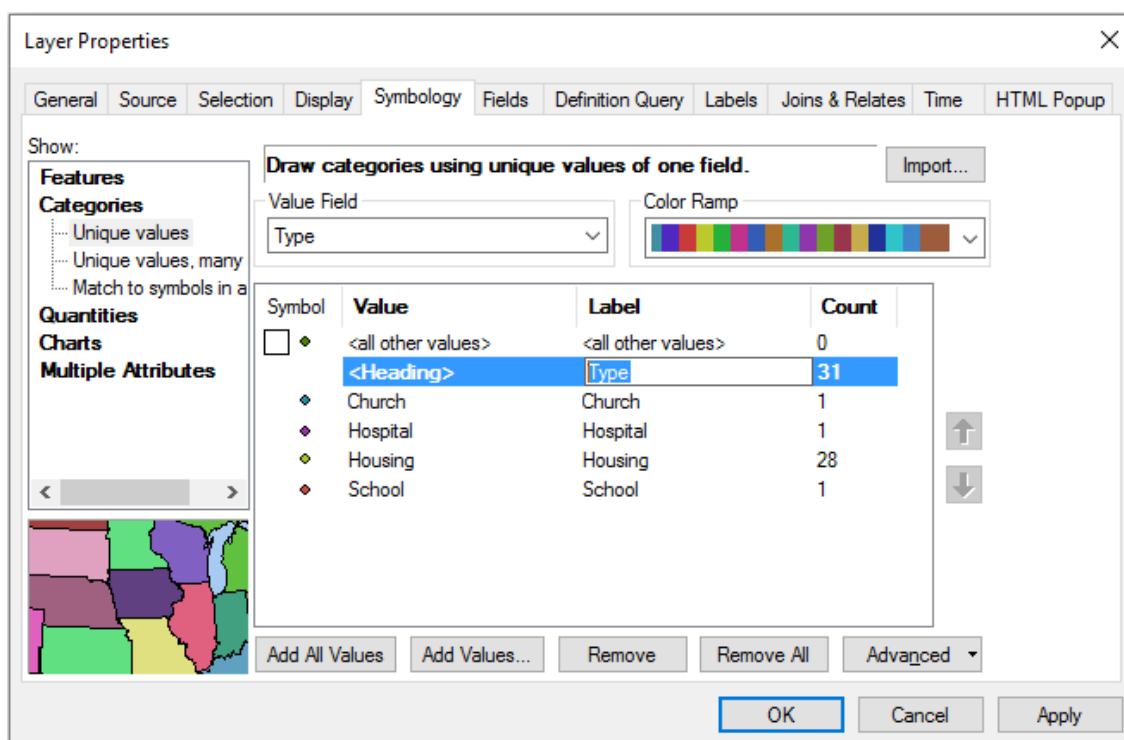 Layer Properties
General Source Selection Display Symbology Fields Definition Query Labels Joins & Relates Time HTML Popup
Show:
Features
Categories
Unique values
Unique values, many
Match to symbols in a
Quantities
Charts
Multiple Attributes
Draw categories using unique values of one field.
Import...
Value Field
Type
Color Ramp
Symbol Value Label Count
<all other values> <all other values> 0
<Heading> Type 31
Church Church 1
Hospital Hospital 1
Housing Housing 28
School School 1
Add All Values Add Values... Remove Remove All Advanced
OK Cancel Apply